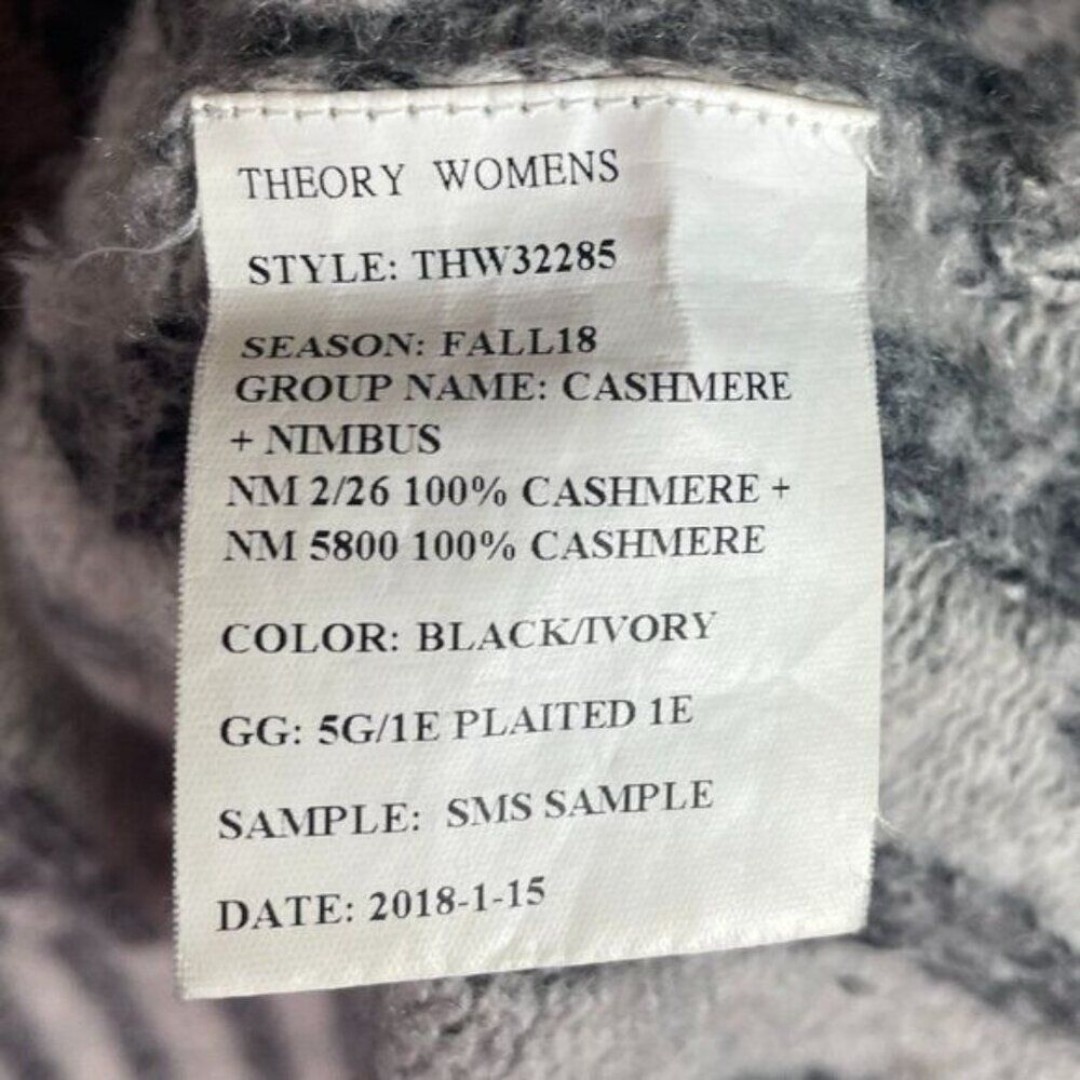 THEORY WOMENS
STYLE: THW32285
SEASON: FALL18
GROUP NAME: CASHMERE
+ NIMBUS
NM 2/26 100% CASHMERE +
NM 5800 100% CASHMERE
COLOR: BLACK/IVORY
GG: 5G/1E PLAITED 1E
SAMPLE: SMS SAMPLE
DATE: 2018-1-15